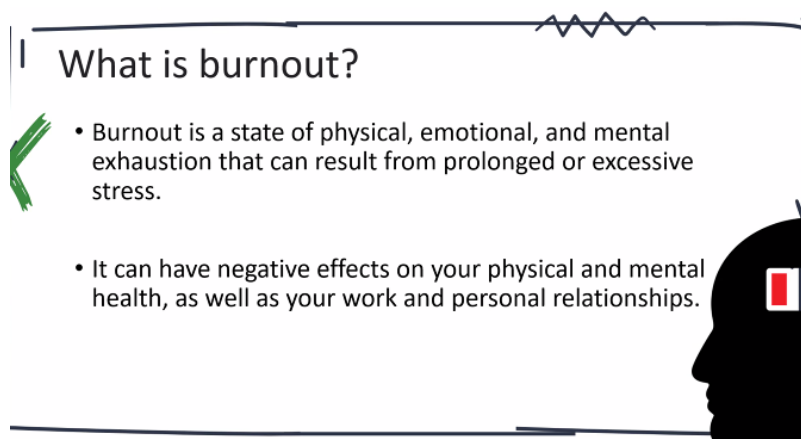 What is burnout?
• Burnout is a state of physical, emotional, and mental
exhaustion that can result from prolonged or excessive
stress.
• It can have negative effects on your physical and mental
health, as well as your work and personal relationships.